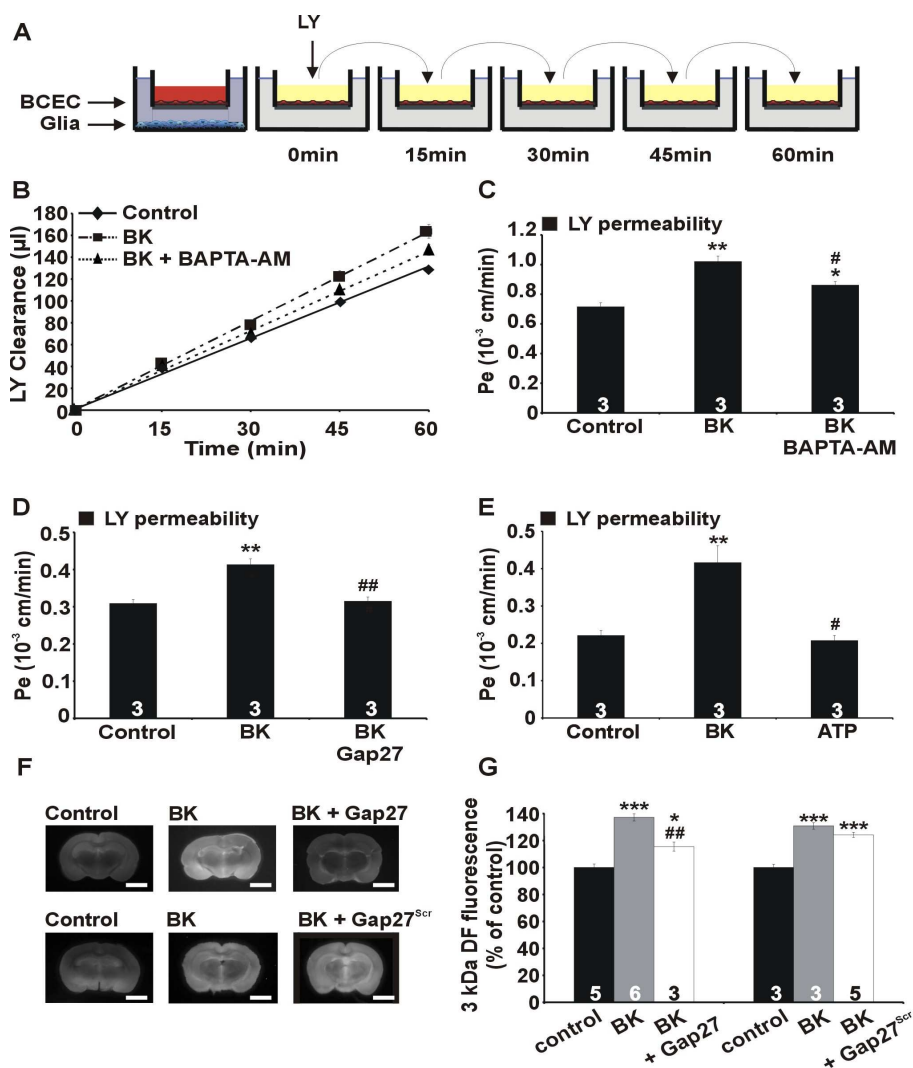 A
LY
BCEC
Glia
0min 15min 30min 45min 60min
B
Control
BK
BK + BAPTA-AM
LY Clearance (µl)
180
160
140
120
100
80
60
40
20
0
0 15 30 45 60
Time (min)
C
LY permeability
Pe (10⁻³ cm/min)
1.2
1.0
0.8
0.6
0.4
0.2
0
**
#
*
3 3 3
Control BK BK
BAPTA-AM
D
LY permeability
Pe (10⁻³ cm/min)
0.5
0.4
0.3
0.2
0.1
0
**
##
3 3 3
Control BK BK
Gap27
E
LY permeability
Pe (10⁻³ cm/min)
0.5
0.4
0.3
0.2
0.1
0
**
#
3 3 3
Control BK ATP
F
Control BK BK + Gap27
Control BK BK + Gap27Scr
G
3 kDa DF fluorescence
(% of control)
140
120
100
80
60
40
20
0
***
*
##
*** ***
5 6 3 3 3 5
control BK BK
+ Gap27
control BK BK
+ Gap27Scr